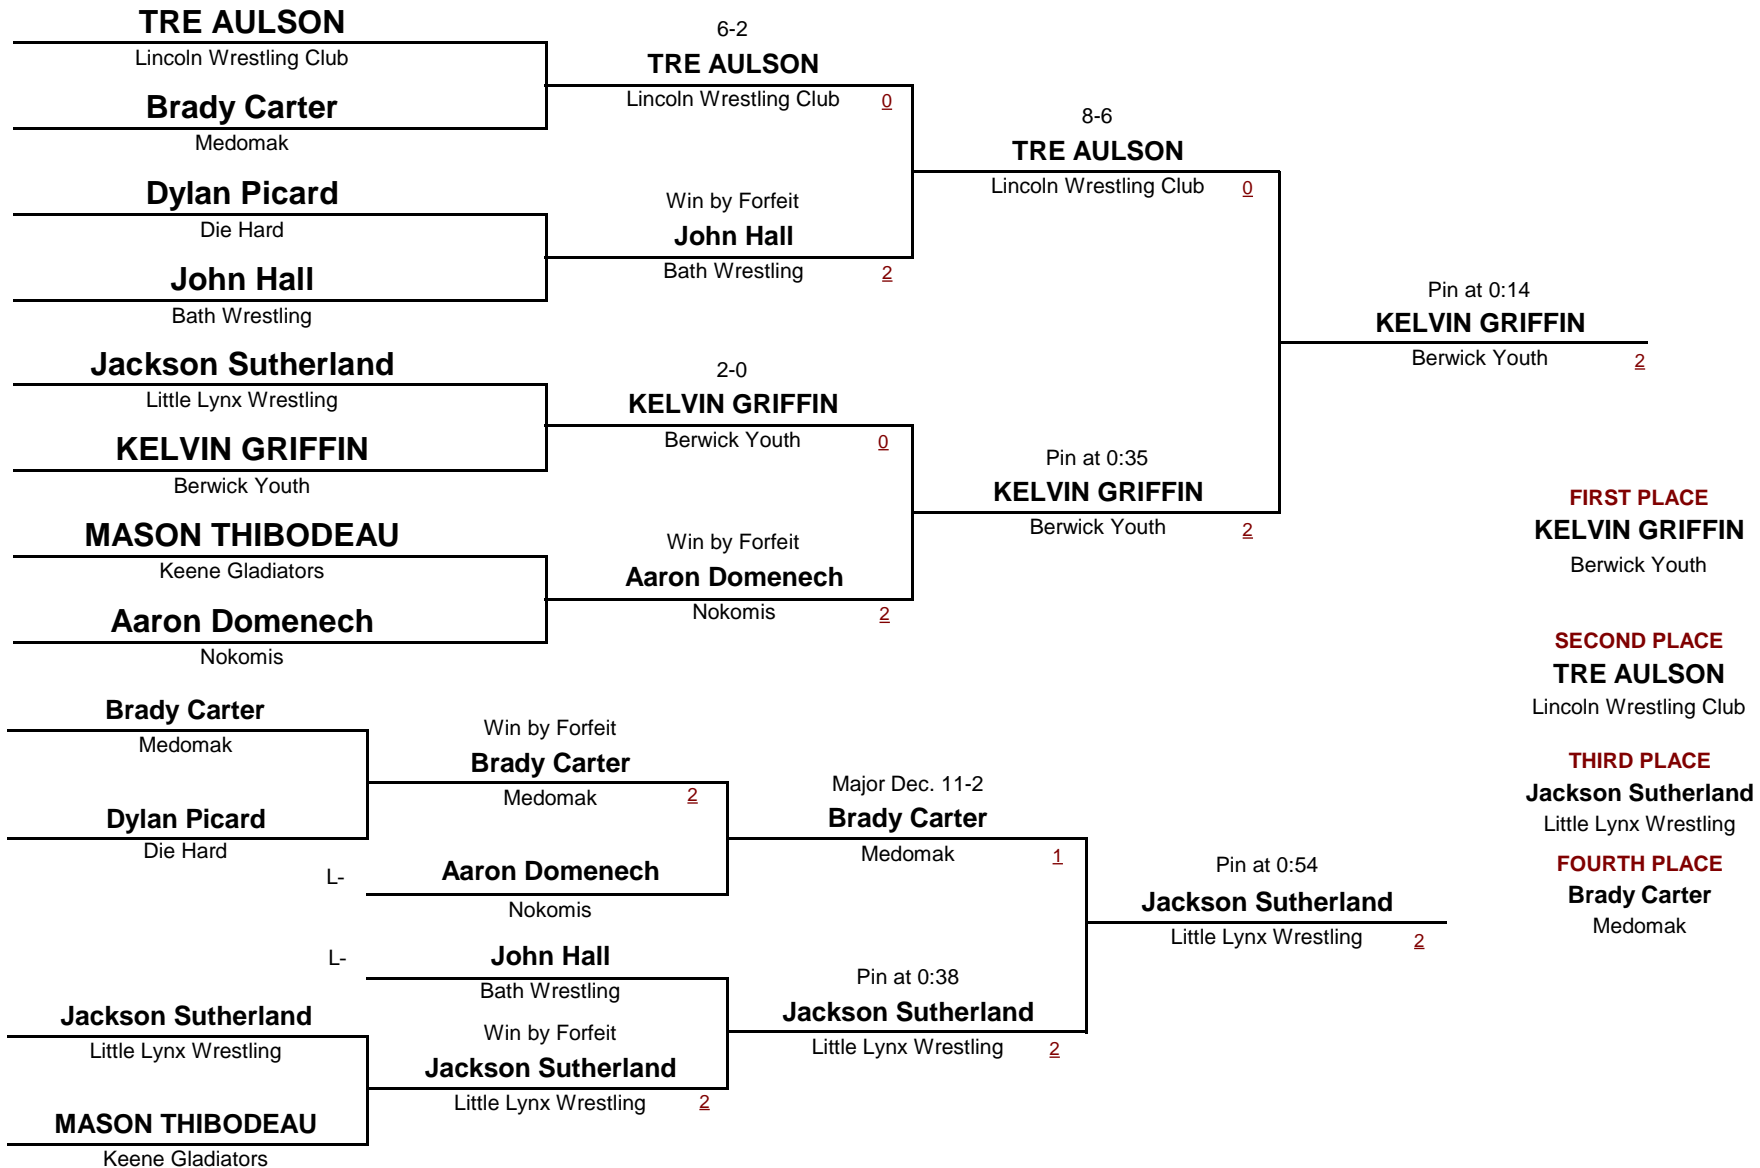 TRE AULSON
Lincoln Wrestling Club
Brady Carter
Medomak
Dylan Picard
Die Hard
John Hall
Bath Wrestling
Jackson Sutherland
Little Lynx Wrestling
KELVIN GRIFFIN
Berwick Youth
MASON THIBODEAU
Keene Gladiators
Aaron Domenech
Nokomis
6-2
TRE AULSON
Lincoln Wrestling Club 0
Win by Forfeit
John Hall
Bath Wrestling 2
2-0
KELVIN GRIFFIN
Berwick Youth 0
Win by Forfeit
Aaron Domenech
Nokomis 2
8-6
TRE AULSON
Lincoln Wrestling Club 0
Pin at 0:35
KELVIN GRIFFIN
Berwick Youth 2
Pin at 0:14
KELVIN GRIFFIN
Berwick Youth 2
FIRST PLACE
KELVIN GRIFFIN
Berwick Youth
SECOND PLACE
TRE AULSON
Lincoln Wrestling Club
THIRD PLACE
Jackson Sutherland
Little Lynx Wrestling
FOURTH PLACE
Brady Carter
Medomak
Brady Carter
Medomak
Dylan Picard
Die Hard
Jackson Sutherland
Little Lynx Wrestling
MASON THIBODEAU
Keene Gladiators
Win by Forfeit
Brady Carter
Medomak 2
L- Aaron Domenech
Nokomis
L- John Hall
Bath Wrestling
Win by Forfeit
Jackson Sutherland
Little Lynx Wrestling 2
Major Dec. 11-2
Brady Carter
Medomak 1
Pin at 0:38
Jackson Sutherland
Little Lynx Wrestling 2
Pin at 0:54
Jackson Sutherland
Little Lynx Wrestling 2